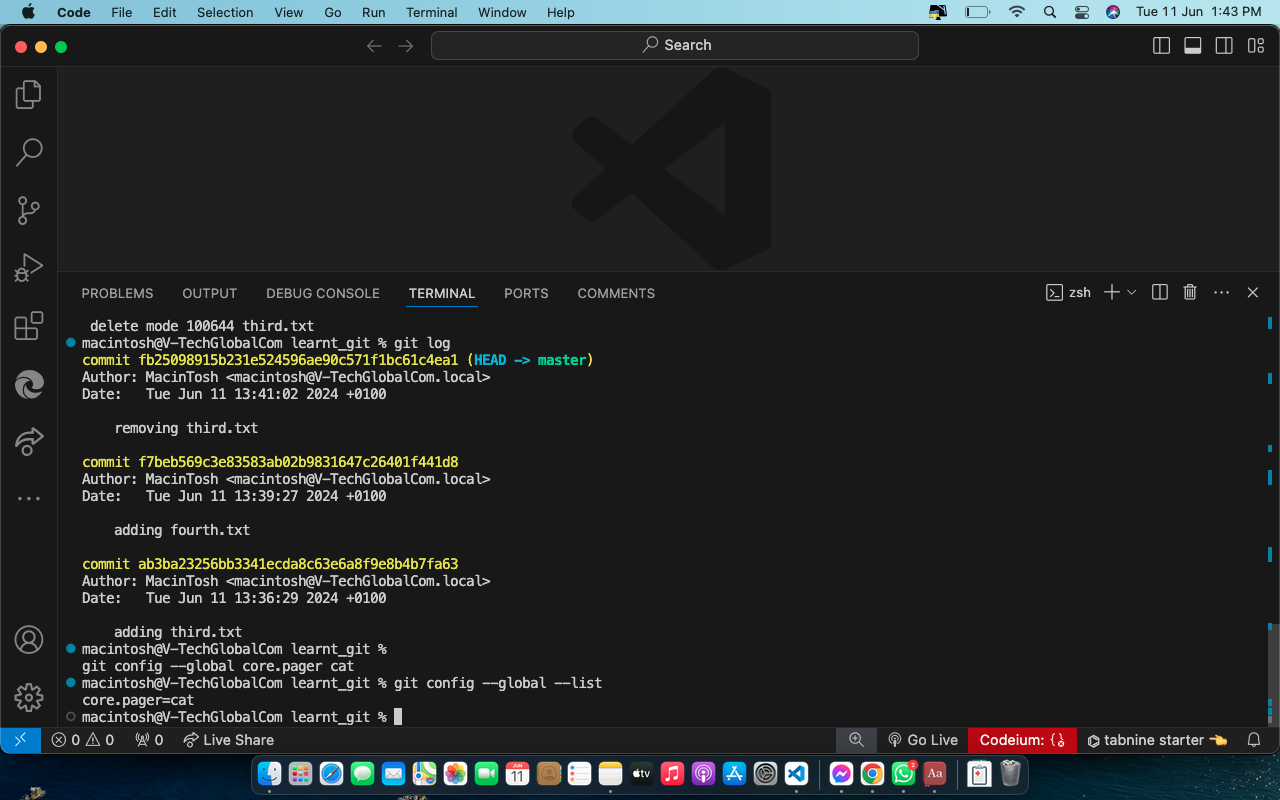 Code File Edit Selection View Go Run Terminal Window Help Tue 11 Jun 1:43 PM
Search
PROBLEMS OUTPUT DEBUG CONSOLE TERMINAL PORTS COMMENTS zsh
delete mode 100644 third.txt
macintosh@V-TechGlobalCom learnt_git % git log
commit fb25098915b231e524596ae90c571f1bc61c4ea1 (HEAD -> master)
Author: MacinTosh <macintosh@V-TechGlobalCom.local>
Date:   Tue Jun 11 13:41:02 2024 +0100
removing third.txt
commit f7beb569c3e83583ab02b9831647c26401f441d8
Author: MacinTosh <macintosh@V-TechGlobalCom.local>
Date:   Tue Jun 11 13:39:27 2024 +0100
adding fourth.txt
commit ab3ba23256bb3341ecda8c63e6a8f9e8b4b7fa63
Author: MacinTosh <macintosh@V-TechGlobalCom.local>
Date:   Tue Jun 11 13:36:29 2024 +0100
adding third.txt
macintosh@V-TechGlobalCom learnt_git %
git config --global core.pager cat
macintosh@V-TechGlobalCom learnt_git % git config --global --list
core.pager=cat
macintosh@V-TechGlobalCom learnt_git %
0 0 0 Live Share Go Live Codeium: {} tabnine starter
JUN 11 tv 3 Aa